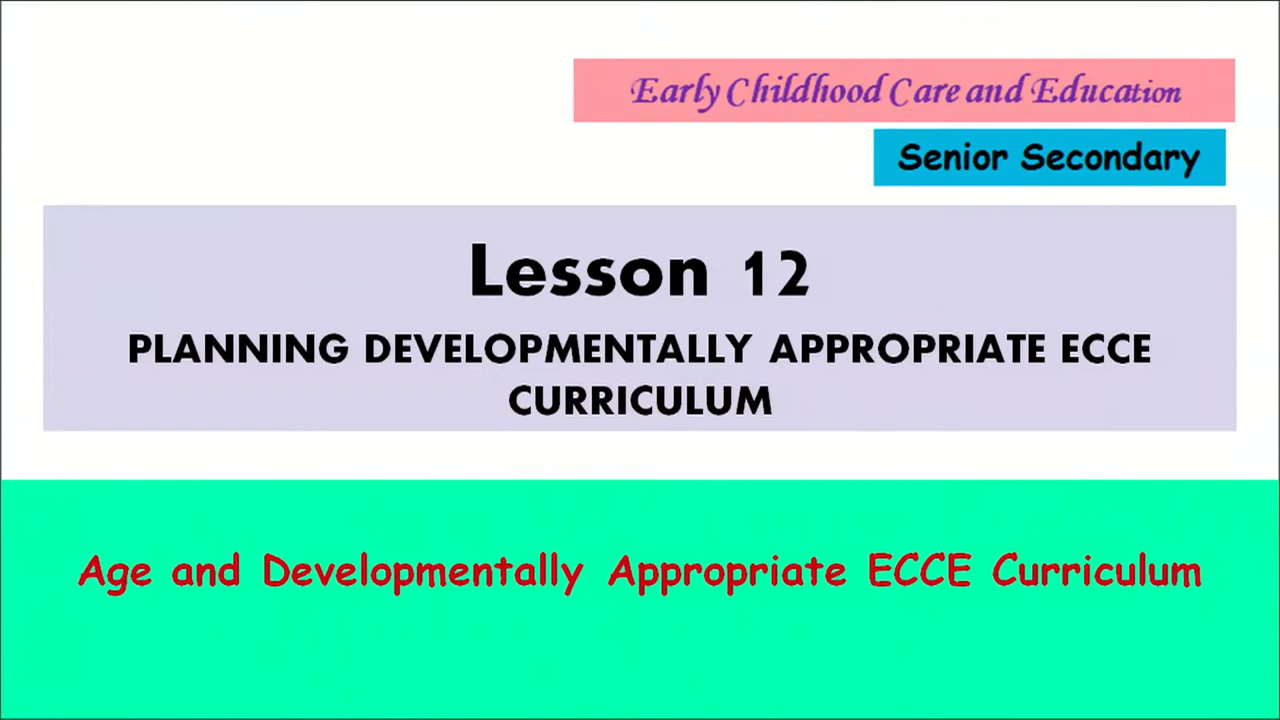 Early Childhood Care and Education
Senior Secondary
Lesson 12
PLANNING DEVELOPMENTALLY APPROPRIATE ECCE
CURRICULUM
Age and Developmentally Appropriate ECCE Curriculum